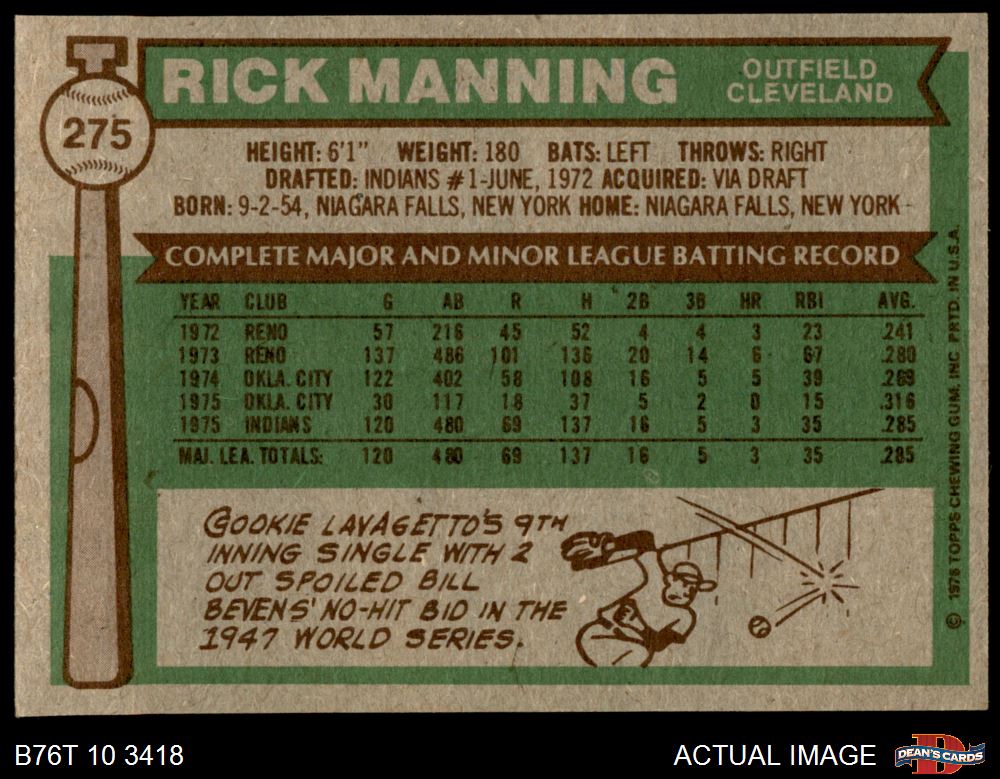 275
RICK MANNING
OUTFIELD
CLEVELAND
HEIGHT: 6'1" WEIGHT: 180 BATS: LEFT THROWS: RIGHT
DRAFTED: INDIANS #1-JUNE, 1972 ACQUIRED: VIA DRAFT
BORN: 9-2-54, NIAGARA FALLS, NEW YORK HOME: NIAGARA FALLS, NEW YORK
COMPLETE MAJOR AND MINOR LEAGUE BATTING RECORD
YEAR CLUB G AB R H 2B 3B HR RBI AVG.
1972 RENO 57 216 45 52 4 4 3 23 .241
1973 RENO 137 486 101 136 20 14 6 67 .280
1974 OKLA. CITY 122 402 58 108 16 5 5 39 .269
1975 OKLA. CITY 30 117 18 37 5 2 0 15 .316
1975 INDIANS 120 480 69 137 16 5 3 35 .285
MAJ. LEA. TOTALS: 120 480 69 137 16 5 3 35 .285
COOKIE LAVAGETTO'S 9TH
INNING SINGLE WITH 2
OUT SPOILED BILL
BEVENS' NO-HIT BID IN THE
1947 WORLD SERIES.
© 1976 TOPPS CHEWING GUM, INC. PRTD. IN U.S.A.
B76T 10 3418
ACTUAL IMAGE
DEAN'S CARDS